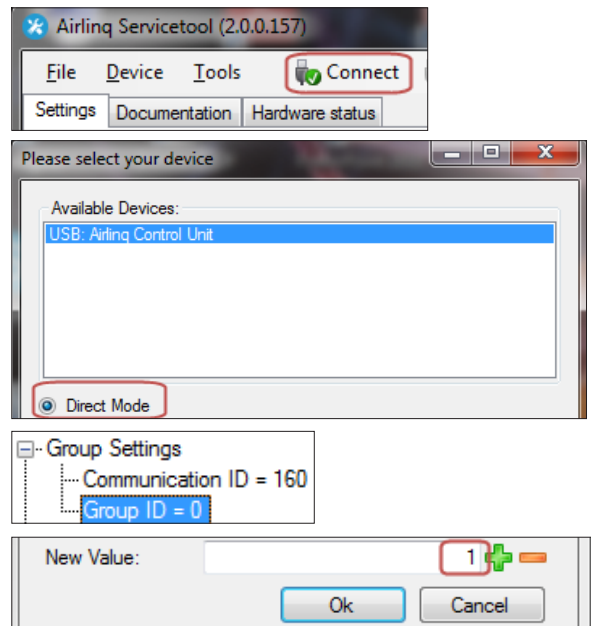 Airlinq Servicetool (2.0.0.157)
File Device Tools Connect
Settings Documentation Hardware status
Please select your device
Available Devices:
USB: Airlinq Control Unit
Direct Mode
Group Settings
Communication ID = 160
Group ID = 0
New Value: 1
Ok Cancel